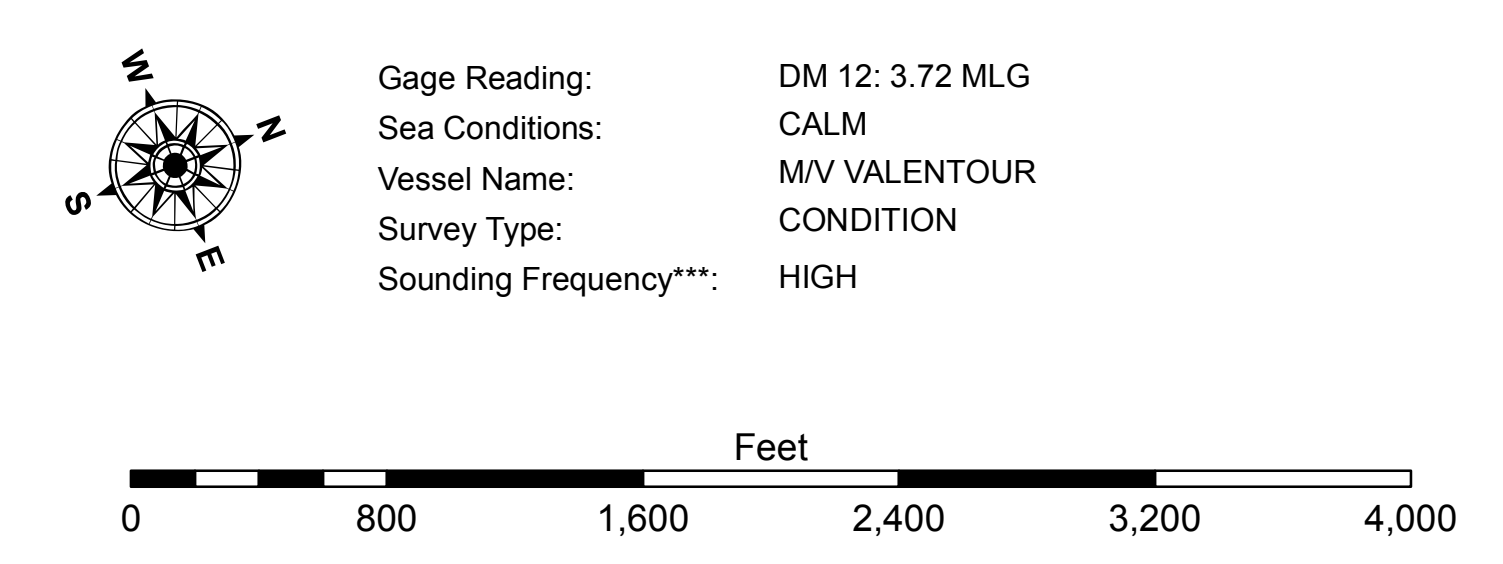 W
N
S
E
Gage Reading: DM 12: 3.72 MLG
Sea Conditions: CALM
Vessel Name: M/V VALENTOUR
Survey Type: CONDITION
Sounding Frequency***: HIGH
Feet
0 800 1,600 2,400 3,200 4,000